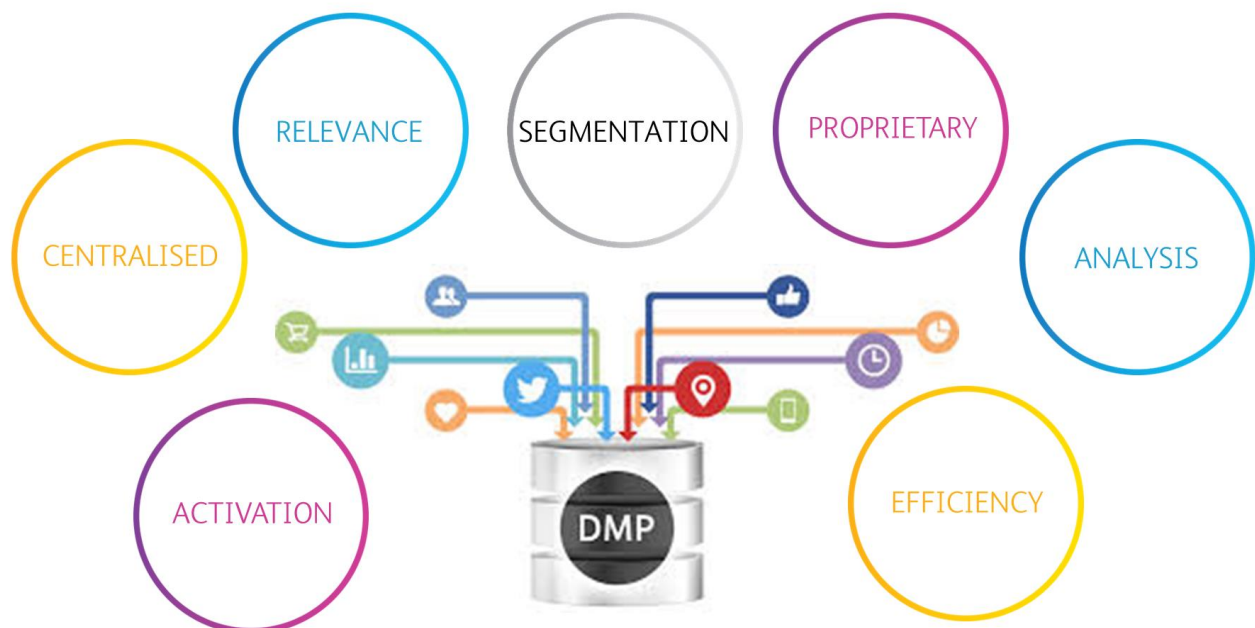 RELEVANCE
SEGMENTATION
PROPRIETARY
CENTRALISED
ANALYSIS
ACTIVATION
EFFICIENCY
DMP